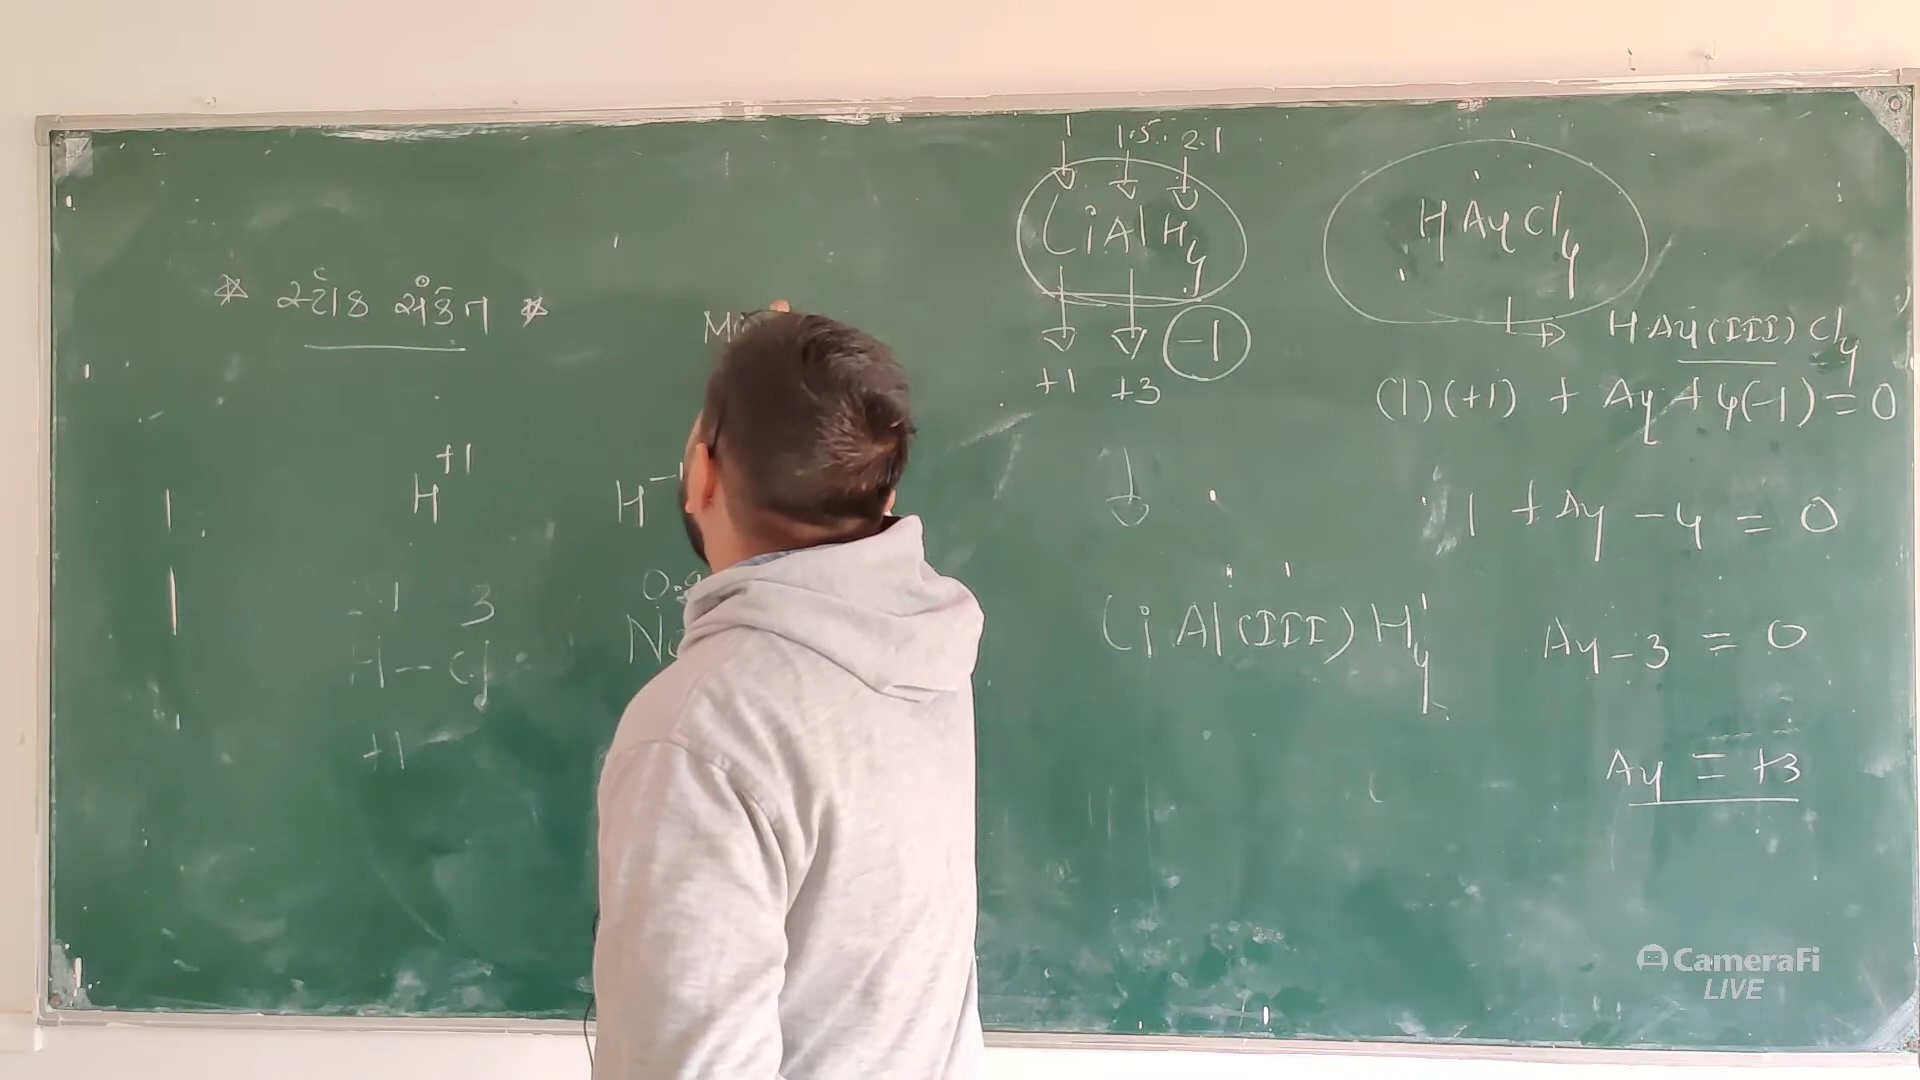 * સ્ટોક સંકેત *
H⁺¹
H⁻
1 3
H – Cl
+1
1 1.5 2.1
LiAlH₄
+1 +3 -1
LiAl(III)H₄
HAuCl₄
HAu(III)Cl₄
(1)(+1) + Au + 4(-1) = 0
1 + Au - 4 = 0
Au - 3 = 0
Au = +3
CameraFi
LIVE